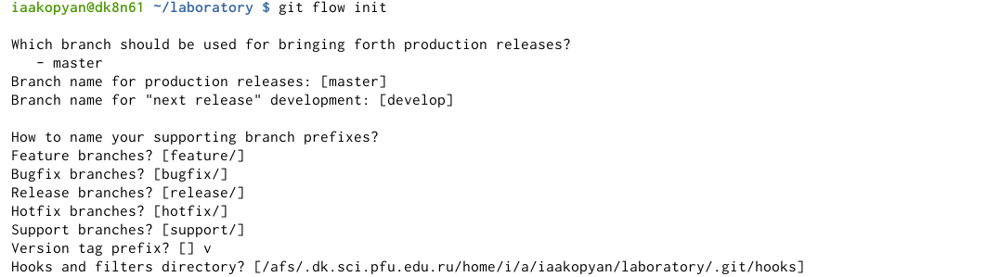 iaakopyan@dk8n61 ~/laboratory $ git flow init
Which branch should be used for bringing forth production releases?
- master
Branch name for production releases: [master]
Branch name for "next release" development: [develop]
How to name your supporting branch prefixes?
Feature branches? [feature/]
Bugfix branches? [bugfix/]
Release branches? [release/]
Hotfix branches? [hotfix/]
Support branches? [support/]
Version tag prefix? [] v
Hooks and filters directory? [/afs/.dk.sci.pfu.edu.ru/home/i/a/iaakopyan/laboratory/.git/hooks]